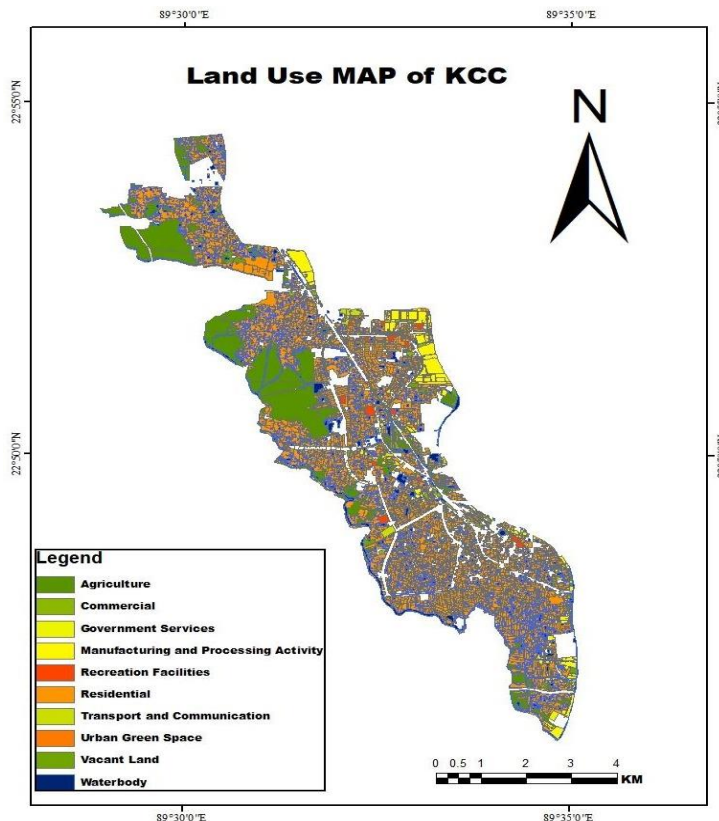 89°30'0"E 89°35'0"E
Land Use MAP of KCC
N
22°55'0"N
22°50'0"N
Legend
Agriculture
Commercial
Government Services
Manufacturing and Processing Activity
Recreation Facilities
Residential
Transport and Communication
Urban Green Space
Vacant Land
Waterbody
0 0.5 1 2 3 4
KM
89°30'0"E 89°35'0"E